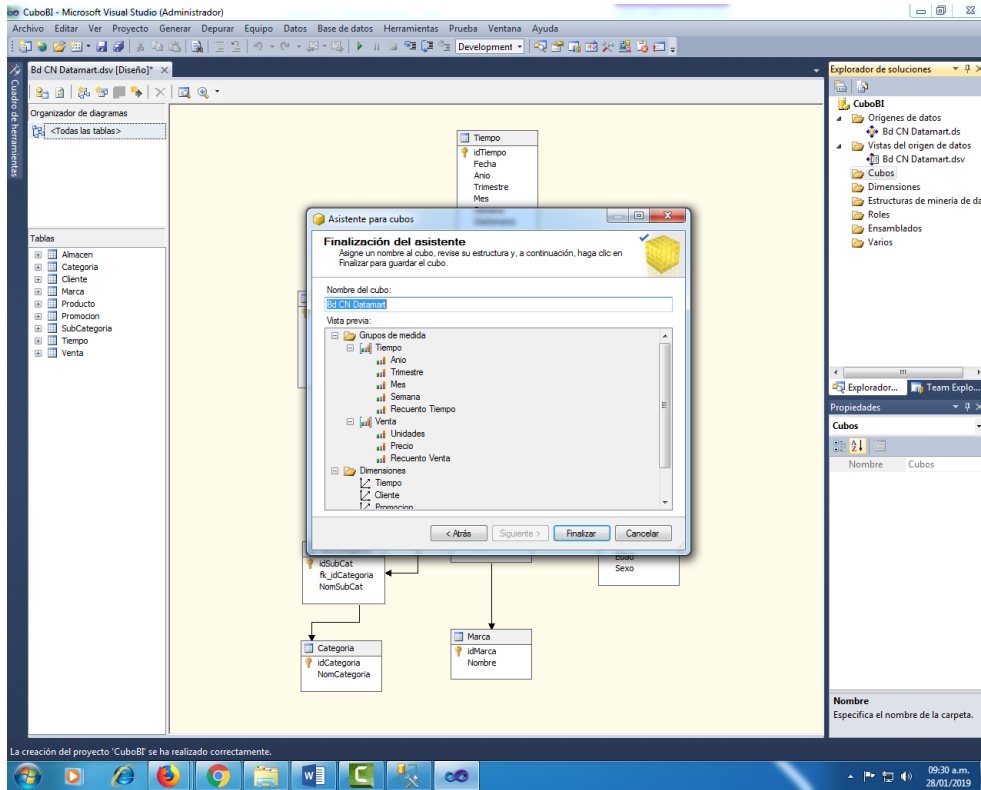 CuboBI - Microsoft Visual Studio (Administrador)
Archivo Editar Ver Proyecto Generar Depurar Equipo Datos Base de datos Herramientas Prueba Ventana Ayuda
Development
Bd CN Datamart.dsv [Diseño]*
Cuadro de herramientas
Organizador de diagramas
<Todas las tablas>
Tablas
Almacen
Categoria
Cliente
Marca
Producto
Promocion
SubCategoria
Tiempo
Venta
Tiempo
idTiempo
Fecha
Anio
Trimestre
Mes
Asistente para cubos
Finalización del asistente
Asigne un nombre al cubo, revise su estructura y, a continuación, haga clic en
Finalizar para guardar el cubo.
Nombre del cubo:
Bd CN Datamart
Vista previa:
Grupos de medida
Tiempo
Anio
Trimestre
Mes
Semana
Recuento Tiempo
Venta
Unidades
Precio
Recuento Venta
Dimensiones
Tiempo
Cliente
Promocion
< Atrás Siguiente > Finalizar Cancelar
idSubCat
fk_idCategoria
NomSubCat
Edad
Sexo
Categoria
idCategoria
NomCategoria
Marca
idMarca
Nombre
Explorador de soluciones
CuboBI
Orígenes de datos
Bd CN Datamart.ds
Vistas del origen de datos
Bd CN Datamart.dsv
Cubos
Dimensiones
Estructuras de minería de da
Roles
Ensamblados
Varios
Explorador... Team Explo...
Propiedades
Cubos
Nombre Cubos
Nombre
Especifica el nombre de la carpeta.
La creación del proyecto 'CuboBI' se ha realizado correctamente.
09:30 a.m.
28/01/2019